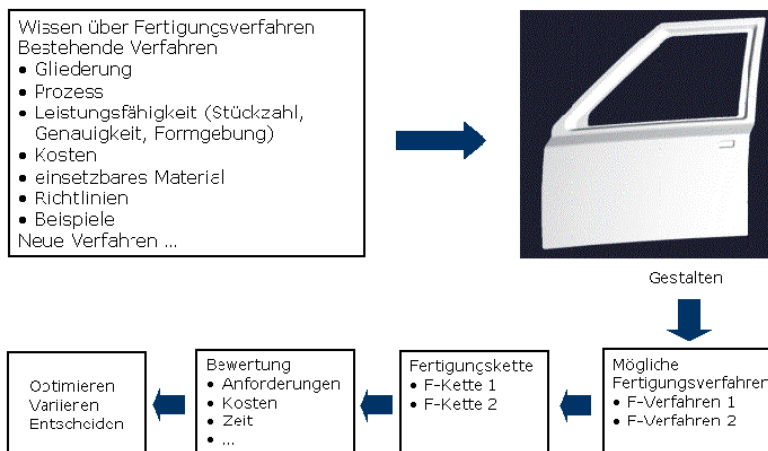 Wissen über Fertigungsverfahren
Bestehende Verfahren
• Gliederung
• Prozess
• Leistungsfähigkeit (Stückzahl,
Genauigkeit, Formgebung)
• Kosten
• einsetzbares Material
• Richtlinien
• Beispiele
Neue Verfahren ...
Gestalten
Mögliche
Fertigungsverfahren
• F-Verfahren 1
• F-Verfahren 2
Fertigungskette
• F-Kette 1
• F-Kette 2
Bewertung
• Anforderungen
• Kosten
• Zeit
• ...
Optimieren
Variieren
Entscheiden